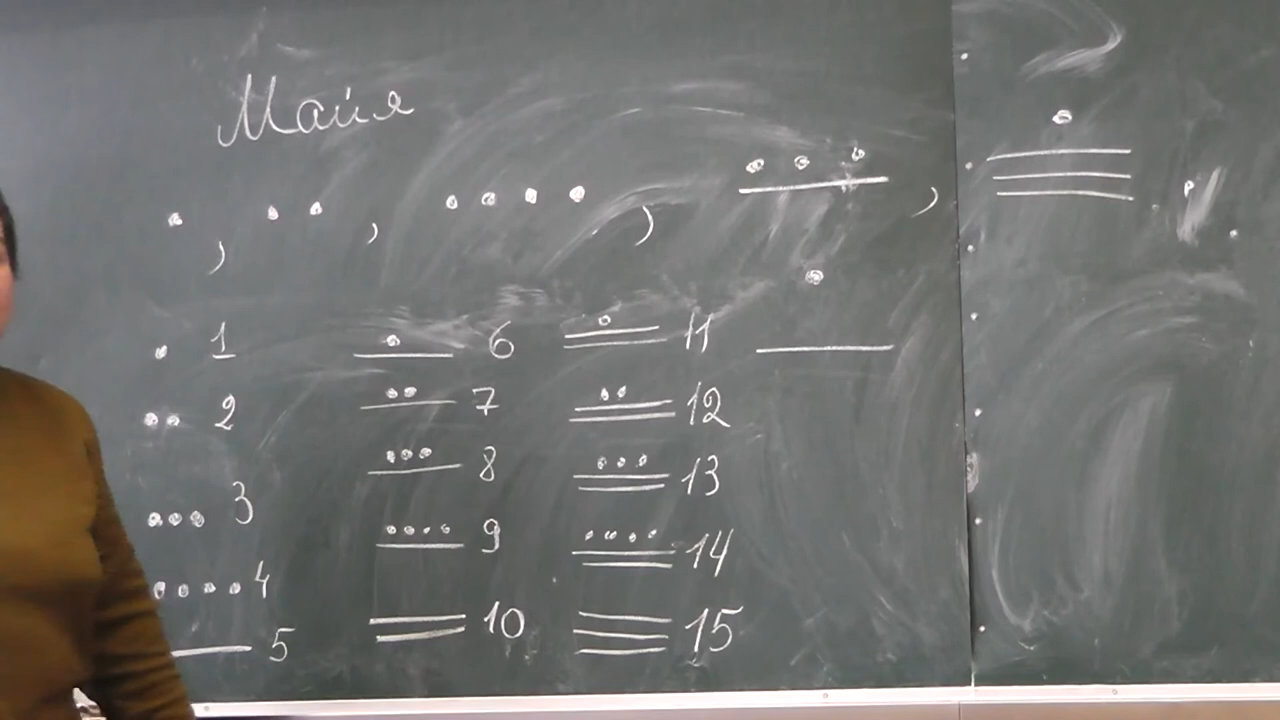 Майя
• , •• , •••• , •••
—— , •
≡
• 1 •
— 6 •
= 11 •
—
•• 2 ••
— 7 ••
= 12
••• 3 •••
— 8 •••
= 13
•••• 4 ••••
— 9 ••••
= 14
— 5 = 10 ≡ 15